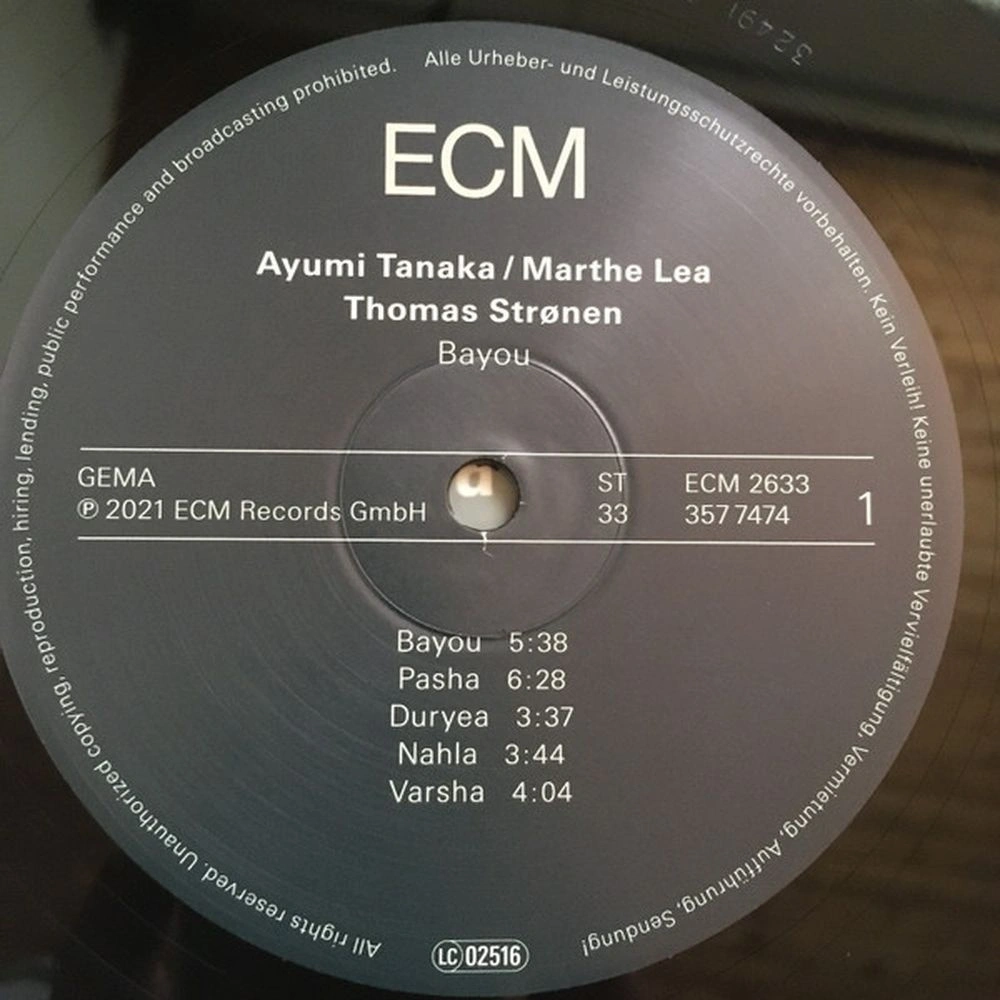 ECM
Ayumi Tanaka / Marthe Lea
Thomas Strønen
Bayou
GEMA
℗ 2021 ECM Records GmbH
ST
33
ECM 2633
357 7474
1
Bayou 5:38
Pasha 6:28
Duryea 3:37
Nahla 3:44
Varsha 4:04
LC 02516
All rights reserved. Unauthorized copying, reproduction, hiring, lending, public performance and broadcasting prohibited.
Alle Urheber- und Leistungsschutzrechte vorbehalten. Kein Verleih! Keine unerlaubte Vervielfältigung, Vermietung, Aufführung, Sendung!
32491